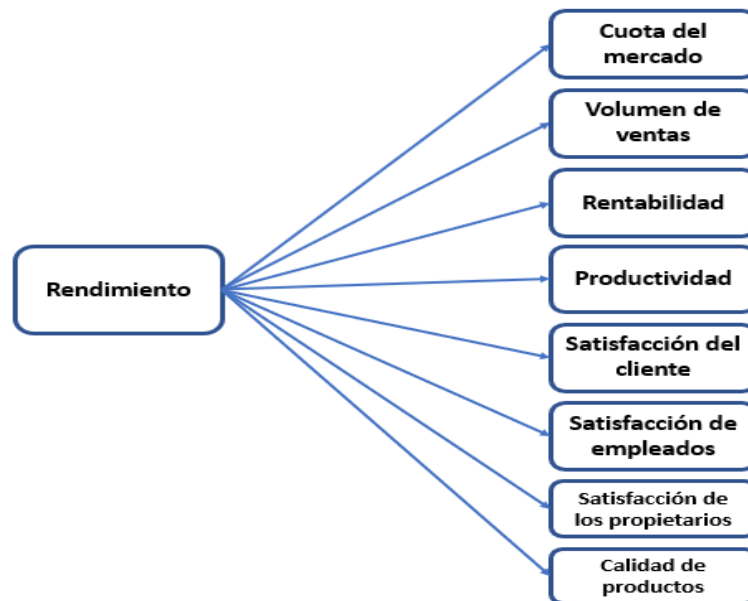 Cuota del
mercado
Volumen de
ventas
Rentabilidad
Rendimiento
Productividad
Satisfacción del
cliente
Satisfacción de
empleados
Satisfacción de
los propietarios
Calidad de
productos